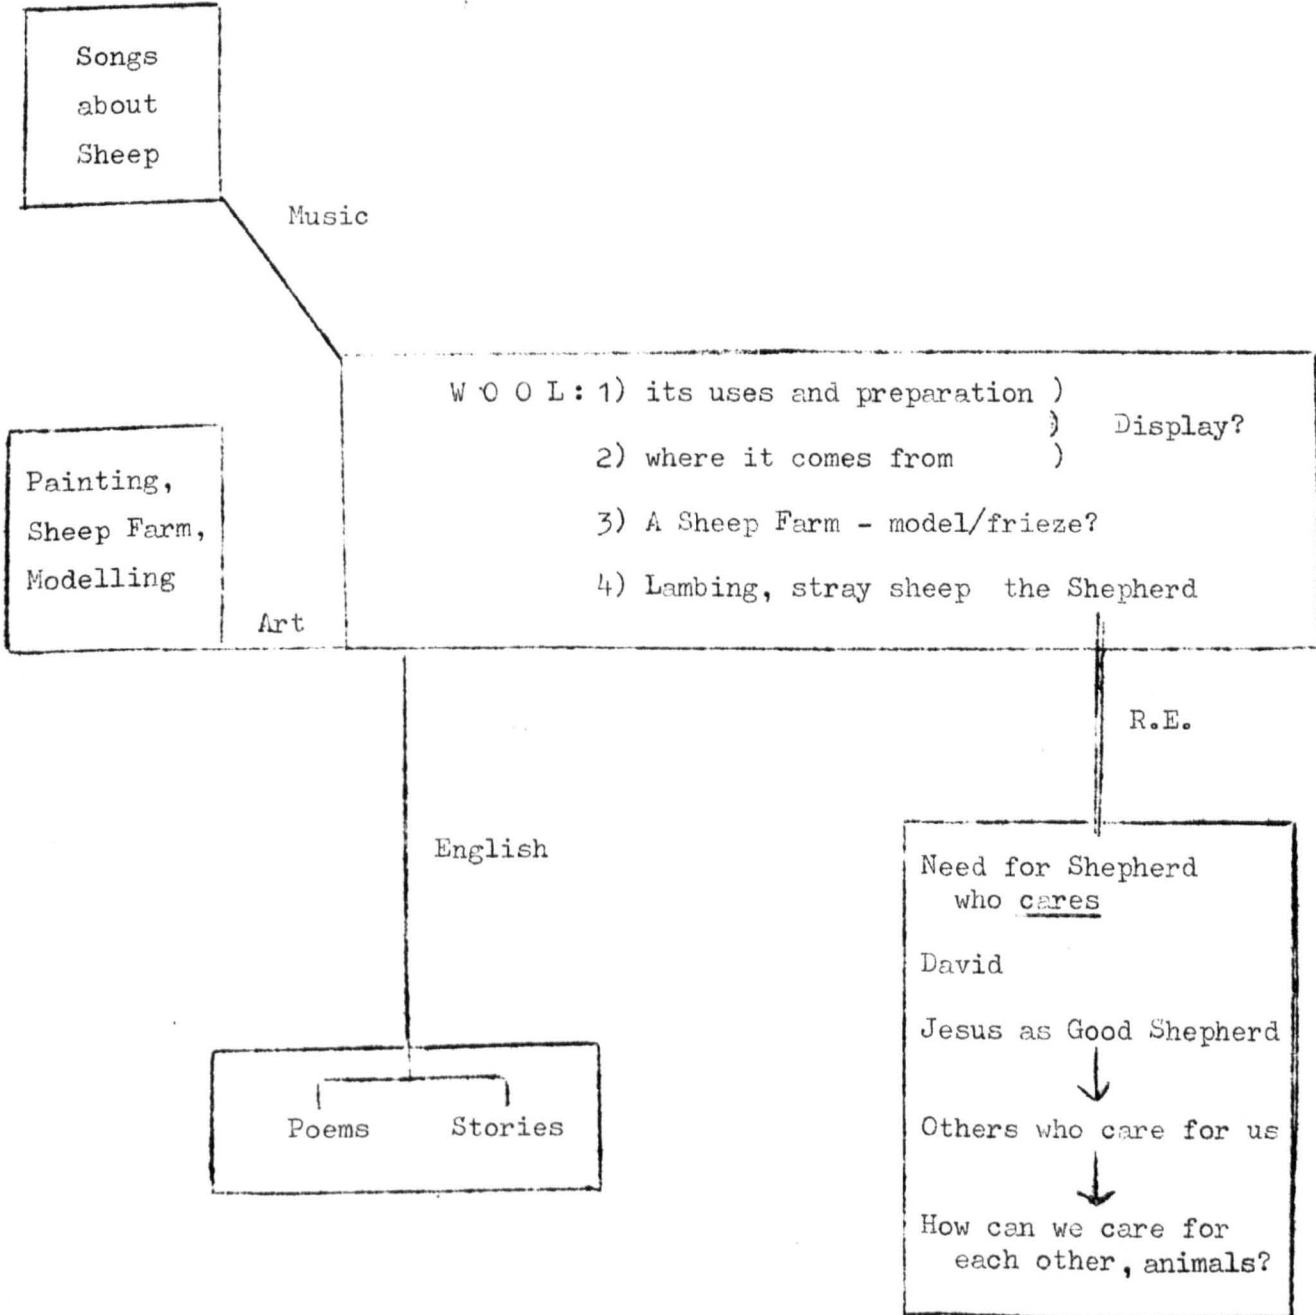 Songs
about
Sheep
Music
W O O L: 1) its uses and preparation )
) Display?
2) where it comes from )
3) A Sheep Farm - model/frieze?
4) Lambing, stray sheep the Shepherd
Painting,
Sheep Farm,
Modelling
Art
R.E.
English
Need for Shepherd
who cares
David
Jesus as Good Shepherd
Others who care for us
How can we care for
each other, animals?
Poems Stories